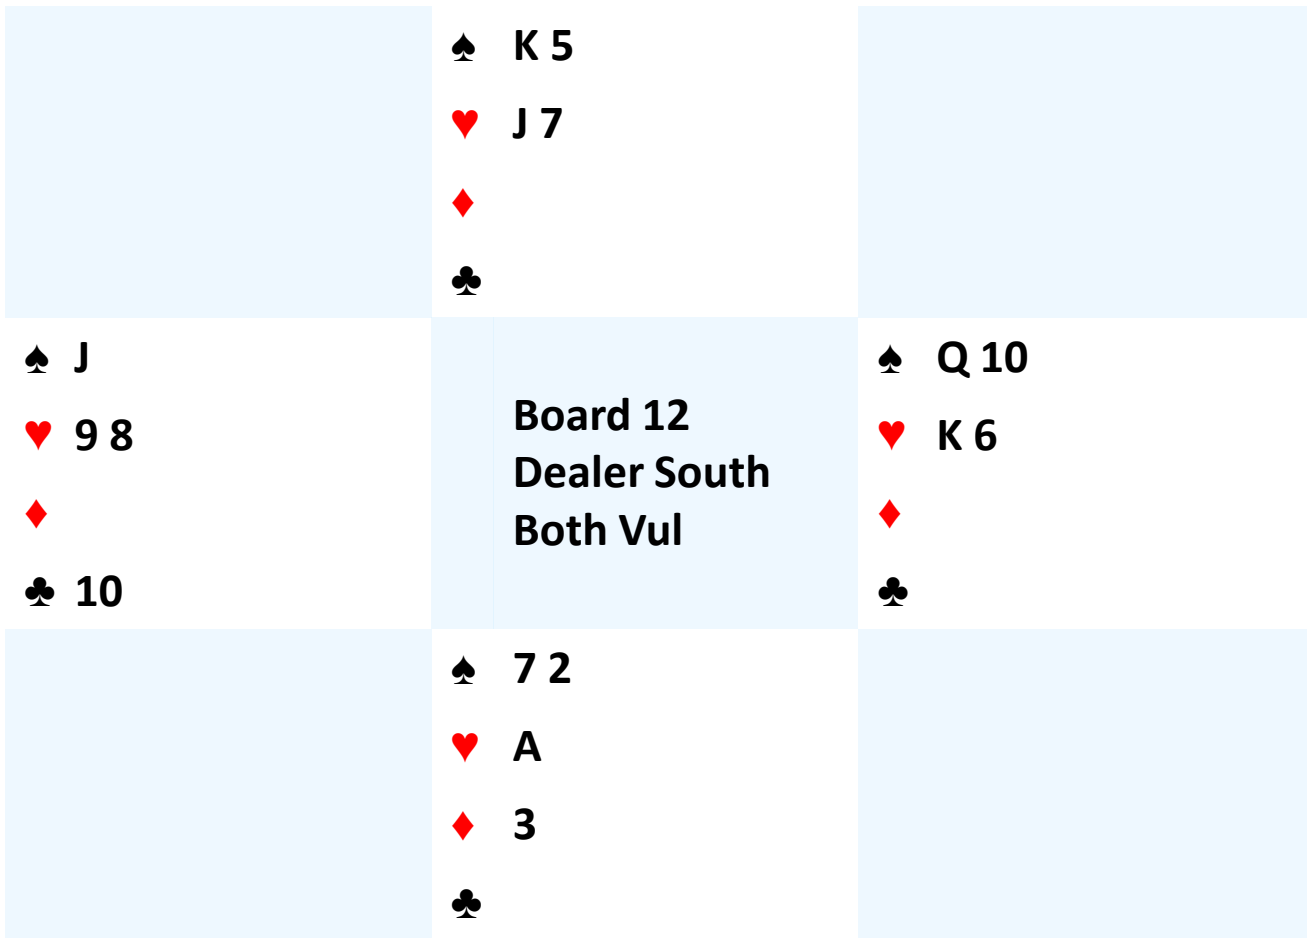 ♠ K 5
♥ J 7
♦
♣
♠ J
♥ 9 8
♦
♣ 10
Board 12
Dealer South
Both Vul
♠ Q 10
♥ K 6
♦
♣
♠ 7 2
♥ A
♦ 3
♣